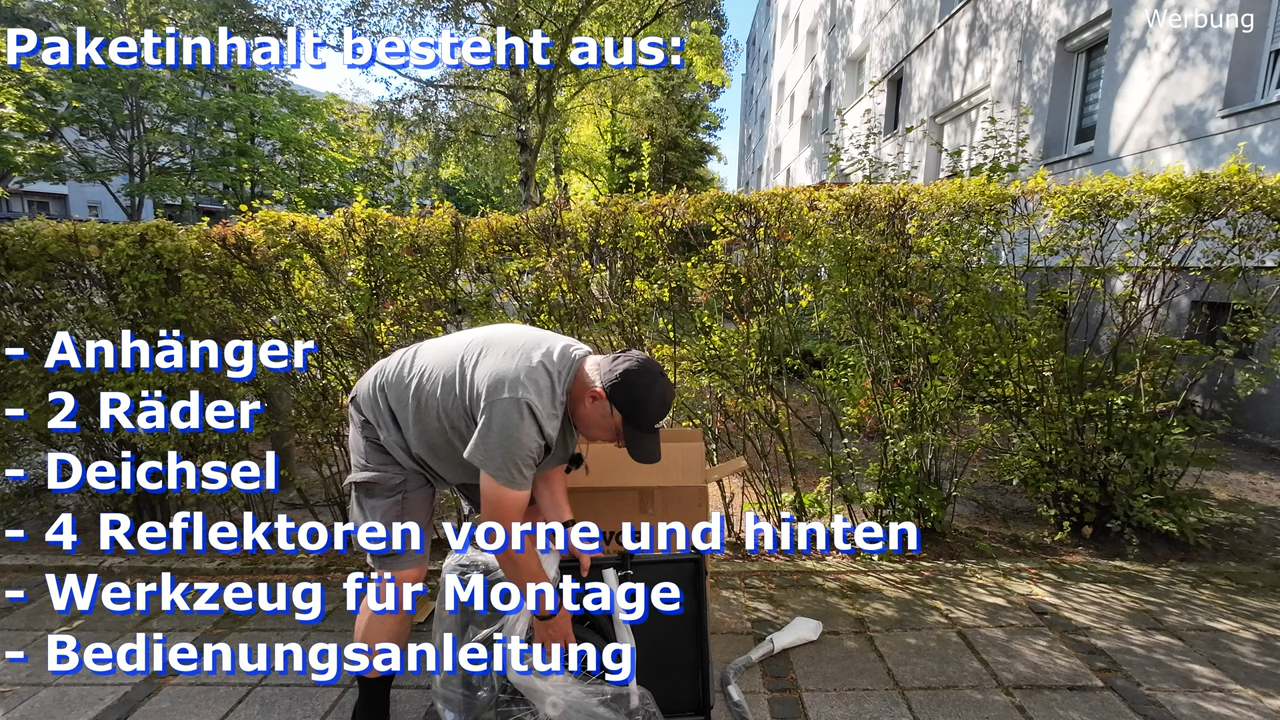 Werbung
Paketinhalt besteht aus:
- Anhänger
- 2 Räder
- Deichsel
- 4 Reflektoren vorne und hinten
- Werkzeug für Montage
- Bedienungsanleitung